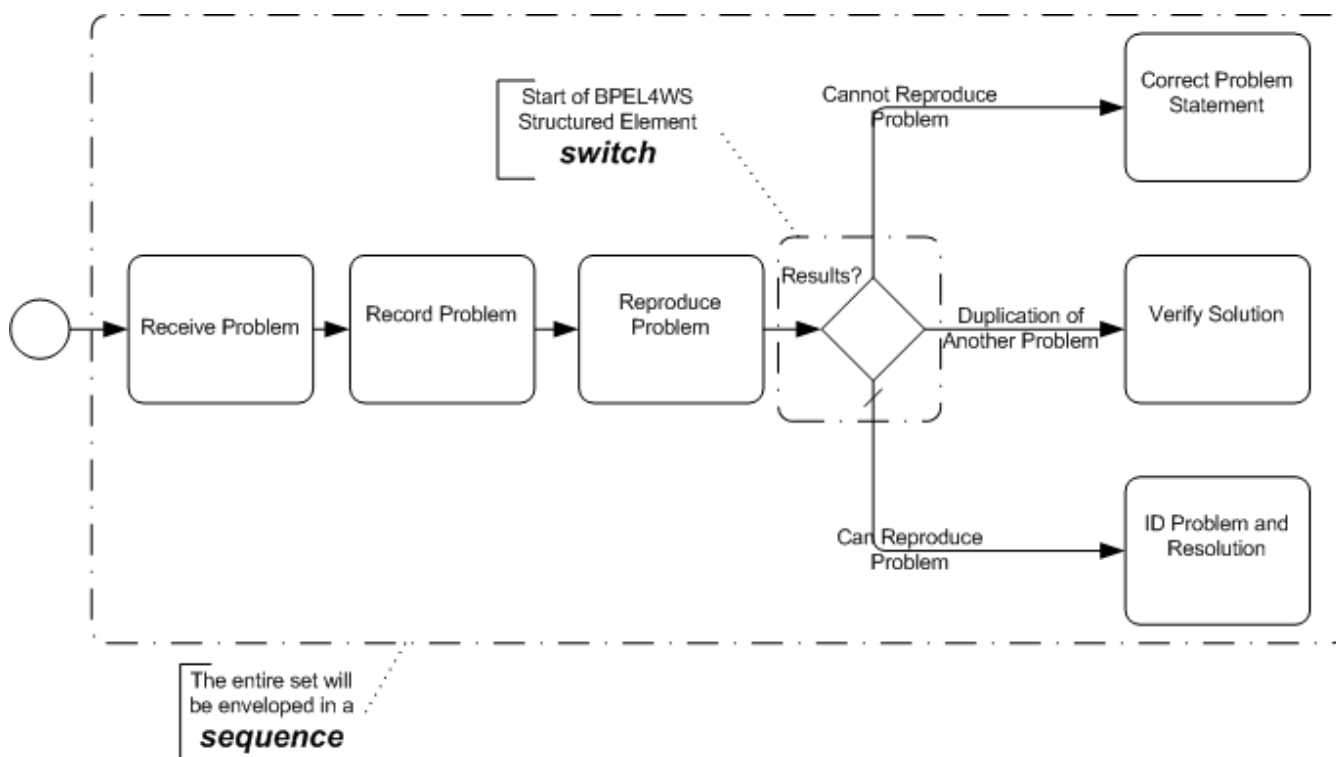 Start of BPEL4WS
Structured Element
switch
Cannot Reproduce
Problem
Correct Problem
Statement
Receive Problem
Record Problem
Reproduce
Problem
Results?
Duplication of
Another Problem
Verify Solution
Can Reproduce
Problem
ID Problem and
Resolution
The entire set will
be enveloped in a
sequence